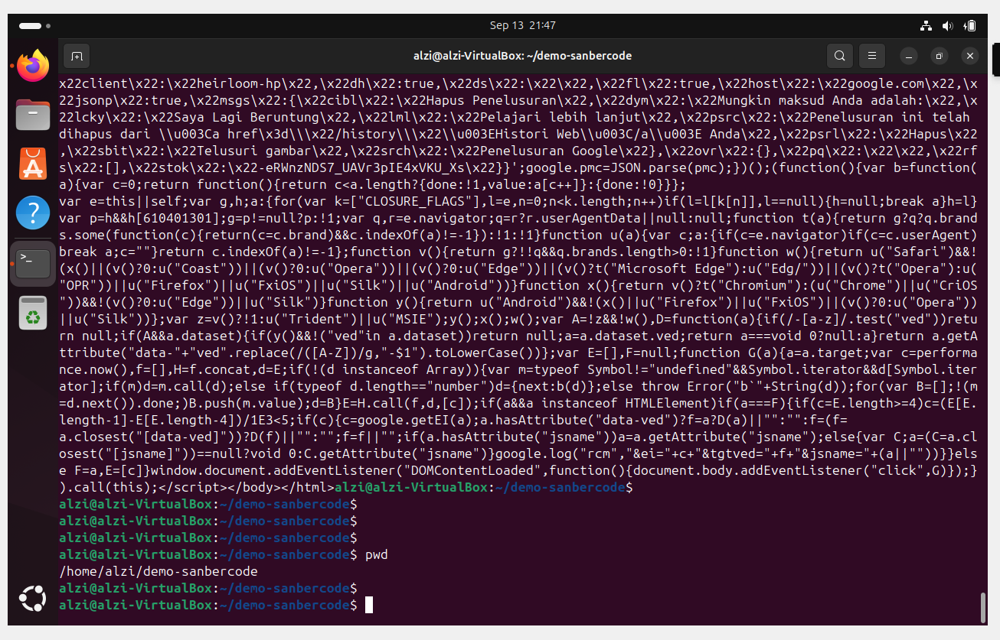 Sep 13 21:47
alzi@alzi-VirtualBox: ~/demo-sanbercode
x22client\x22:\x22heirloom-hp\x22,\x22dh\x22:true,\x22ds\x22:\x22\x22,\x22fl\x22:true,\x22host\x22:\x22google.com\x22,\x
22jsonp\x22:true,\x22msgs\x22:{\x22cibl\x22:\x22Hapus Penelusuran\x22,\x22dym\x22:\x22Mungkin maksud Anda adalah:\x22,\x
22lcky\x22:\x22Saya Lagi Beruntung\x22,\x22lml\x22:\x22Pelajari lebih lanjut\x22,\x22psrc\x22:\x22Penelusuran ini telah
dihapus dari \\u003Ca href\x3d\\\x22/history\\\x22\\u003EHistori Web\\u003C/a\\u003E Anda\x22,\x22psrl\x22:\x22Hapus\x22
,\x22sbit\x22:\x22Telusuri gambar\x22,\x22srch\x22:\x22Penelusuran Google\x22},\x22ovr\x22:{},\x22pq\x22:\x22\x22,\x22rf
s\x22:[],\x22stok\x22:\x22-eRWnzNDS7_UAVr3pIE4xVKU_Xs\x22}}';google.pmc=JSON.parse(pmc);})();(function(){var b=function(
a){var c=0;return function(){return c<a.length?{done:!1,value:a[c++]}:{done:!0}}};
var e=this||self;var g,h;a:{for(var k=["CLOSURE_FLAGS"],l=e,n=0;n<k.length;n++)if(l=l[k[n]],l==null){h=null;break a}h=l}
var p=h&&h[610401301];g=p!=null?p:!1;var q,r=e.navigator;q=r?r.userAgentData||null:null;function t(a){return g?q?q.brand
s.some(function(c){return(c=c.brand)&&c.indexOf(a)!=-1}):!1:!1}function u(a){var c;a:{if(c=e.navigator)if(c=c.userAgent)
break a;c=""}return c.indexOf(a)!=-1};function v(){return g?!!q&&q.brands.length>0:!1}function w(){return u("Safari")&&!
(x()||(v()?0:u("Coast"))||(v()?0:u("Opera"))||(v()?0:u("Edge"))||(v()?t("Microsoft Edge"):u("Edg/"))||(v()?t("Opera"):u(
"OPR"))||u("Firefox")||u("FxiOS")||u("Silk")||u("Android"))}function x(){return v()?t("Chromium"):(u("Chrome")||u("CriOS
"))&&!(v()?0:u("Edge"))||u("Silk")}function y(){return u("Android")&&!(x()||u("Firefox")||u("FxiOS")||(v()?0:u("Opera"))
||u("Silk"))};var z=v()?!1:u("Trident")||u("MSIE");y();x();w();var A=!z&&!w(),D=function(a){if(/-[a-z]/.test("ved"))retu
rn null;if(A&&a.dataset){if(y()&&!("ved"in a.dataset))return null;a=a.dataset.ved;return a===void 0?null:a}return a.getA
ttribute("data-"+"ved".replace(/([A-Z])/g,"-$1").toLowerCase())};var E=[],F=null;function G(a){a=a.target;var c=performa
nce.now(),f=[],H=f.concat,d=E;if(!(d instanceof Array)){var m=typeof Symbol!="undefined"&&Symbol.iterator&&d[Symbol.iter
ator];if(m)d=m.call(d);else if(typeof d.length=="number")d={next:b(d)};else throw Error("b`"+String(d));for(var B=[];!(m
=d.next()).done;)B.push(m.value);d=B}E=H.call(f,d,[c]);if(a&&a instanceof HTMLElement)if(a===F){if(c=E.length>=4)c=(E[E.
length-1]-E[E.length-4])/1E3<5;if(c){c=google.getEI(a);a.hasAttribute("data-ved")?f=a?D(a)||"":"":f=(f=
a.closest("[data-ved]"))?D(f)||"":"";f=f||"";if(a.hasAttribute("jsname"))a=a.getAttribute("jsname");else{var C;a=(C=a.cl
osest("[jsname]"))==null?void 0:C.getAttribute("jsname")}google.log("rcm","&ei="+c+"&tgtved="+f+"&jsname="+(a||""))}}els
e F=a,E=[c]}window.document.addEventListener("DOMContentLoaded",function(){document.body.addEventListener("click",G)});}
).call(this);</script></body></html>alzi@alzi-VirtualBox:~/demo-sanbercode$
alzi@alzi-VirtualBox:~/demo-sanbercode$
alzi@alzi-VirtualBox:~/demo-sanbercode$
alzi@alzi-VirtualBox:~/demo-sanbercode$
alzi@alzi-VirtualBox:~/demo-sanbercode$ pwd
/home/alzi/demo-sanbercode
alzi@alzi-VirtualBox:~/demo-sanbercode$
alzi@alzi-VirtualBox:~/demo-sanbercode$